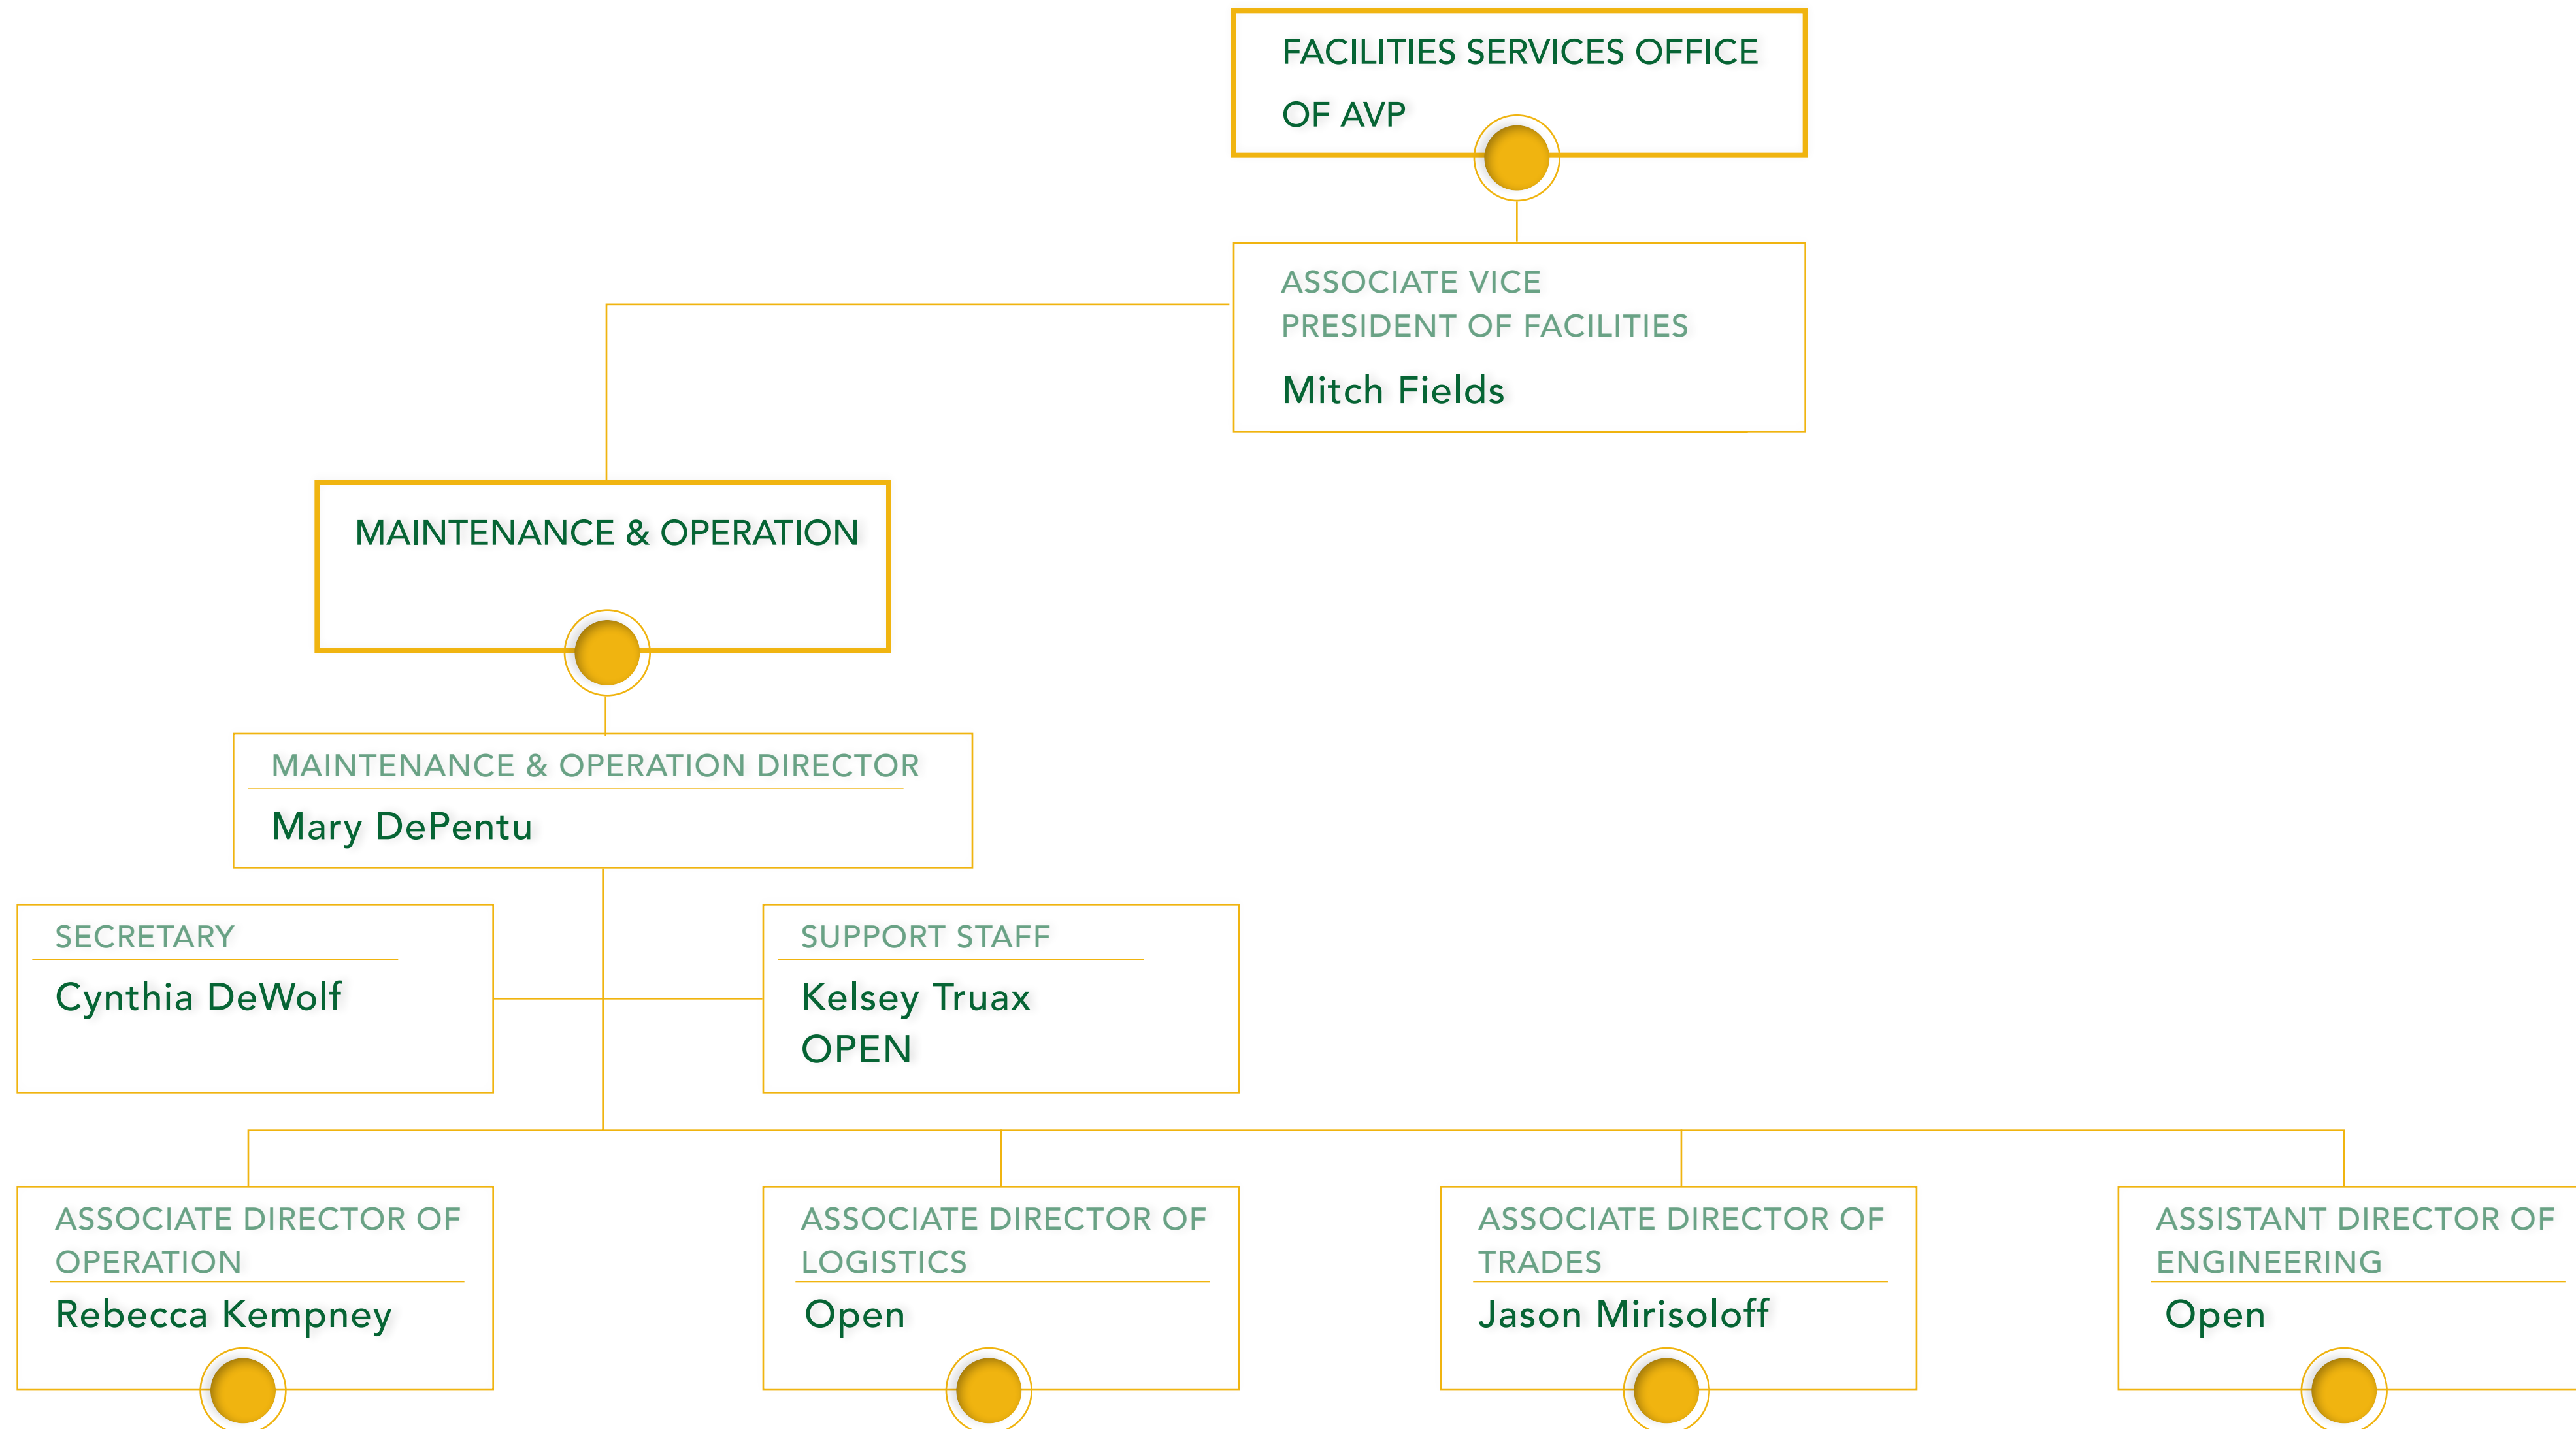 FACILITIES SERVICES OFFICE
OF AVP
ASSOCIATE VICE
PRESIDENT OF FACILITIES
Mitch Fields
MAINTENANCE & OPERATION
MAINTENANCE & OPERATION DIRECTOR
Mary DePentu
SECRETARY
Cynthia DeWolf
SUPPORT STAFF
Kelsey Truax
OPEN
ASSOCIATE DIRECTOR OF
OPERATION
Rebecca Kempney
ASSOCIATE DIRECTOR OF
LOGISTICS
Open
ASSOCIATE DIRECTOR OF
TRADES
Jason Mirisoloff
ASSISTANT DIRECTOR OF
ENGINEERING
Open